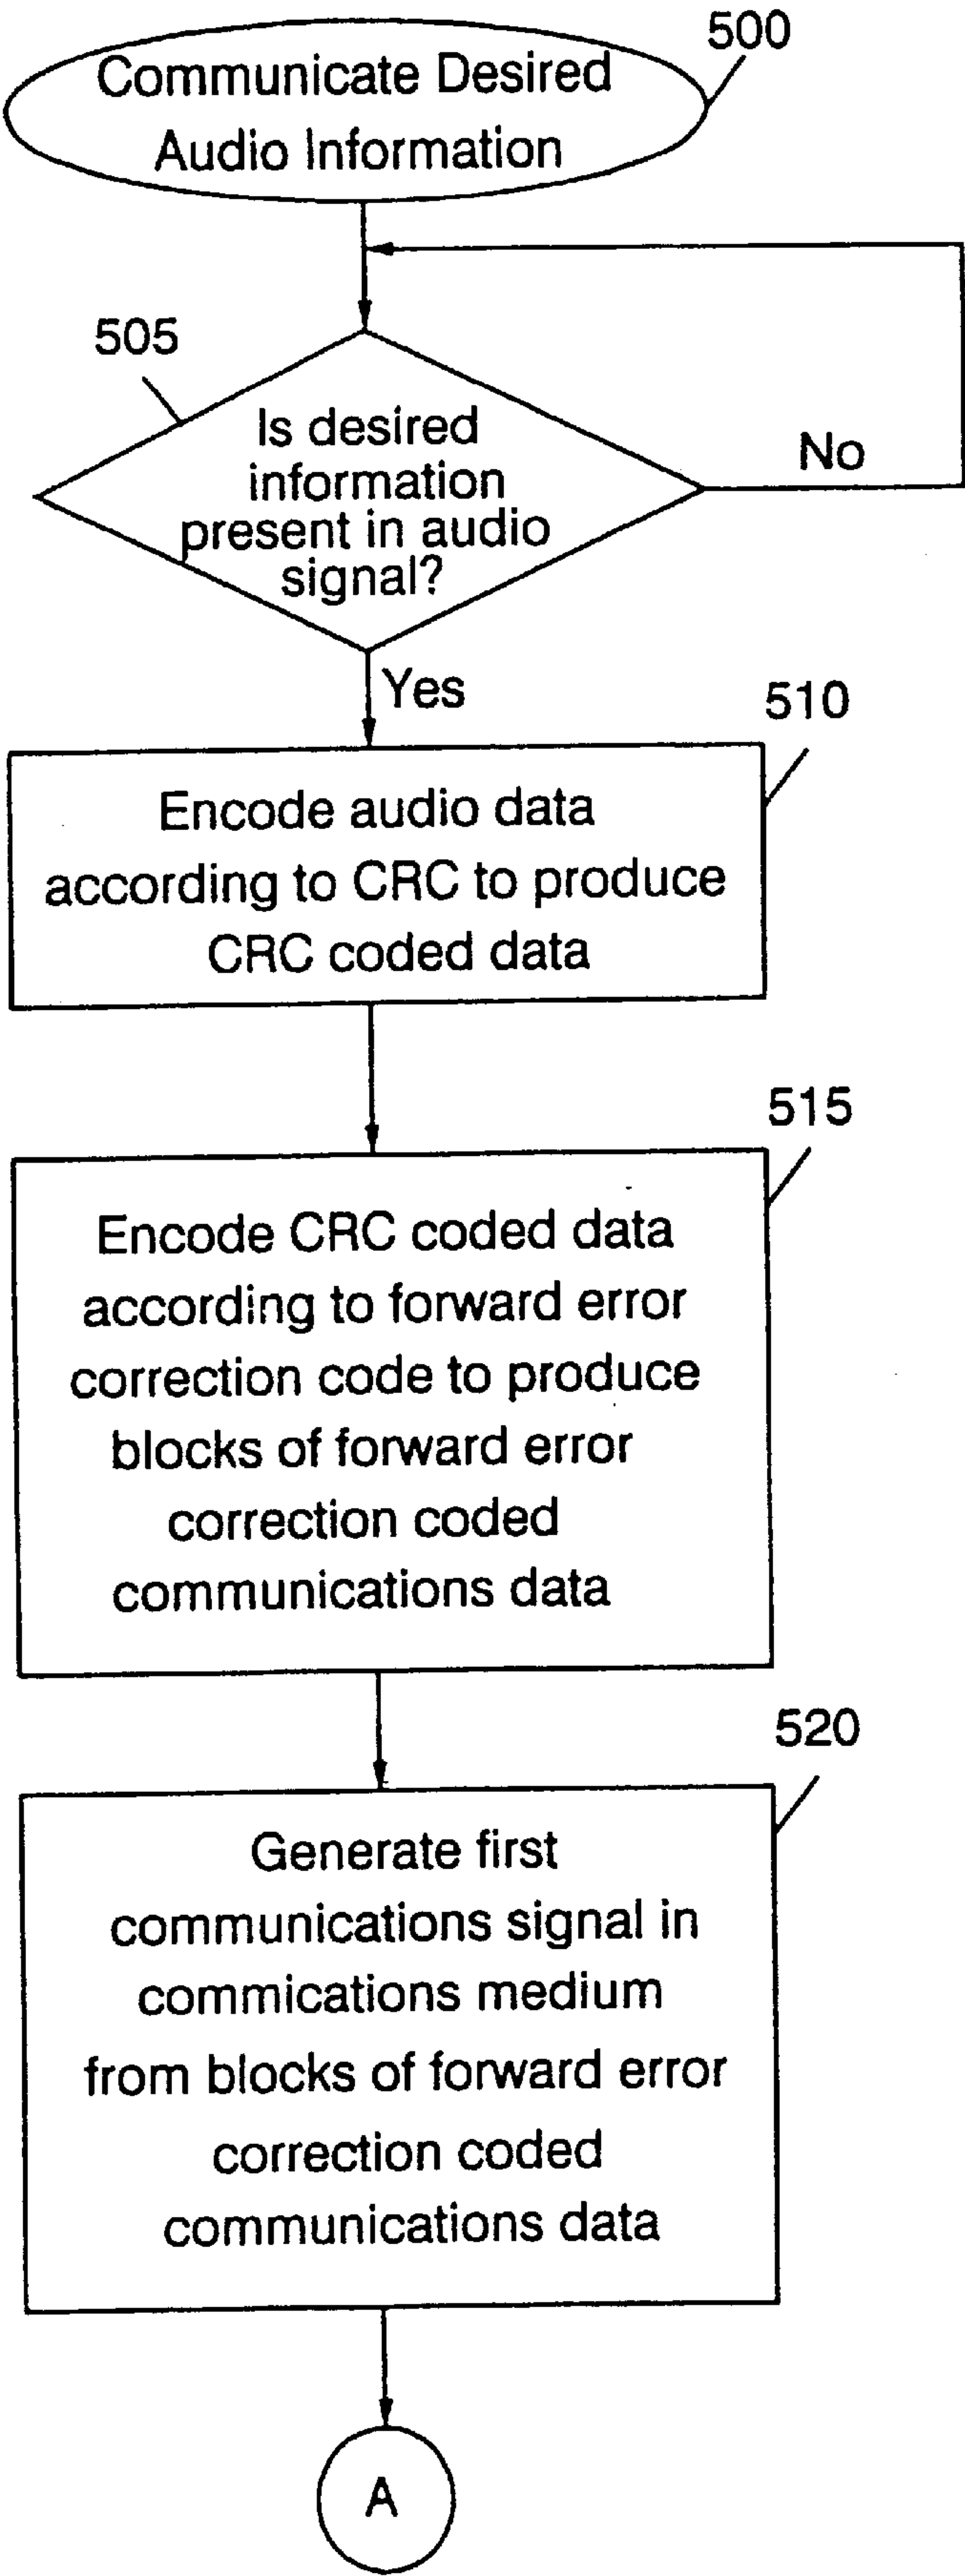 500
Communicate Desired
Audio Information
505
Is desired
information
present in audio
signal?
No
Yes
510
Encode audio data
according to CRC to produce
CRC coded data
515
Encode CRC coded data
according to forward error
correction code to produce
blocks of forward error
correction coded
communications data
520
Generate first
communications signal in
commications medium
from blocks of forward error
correction coded
communications data
A